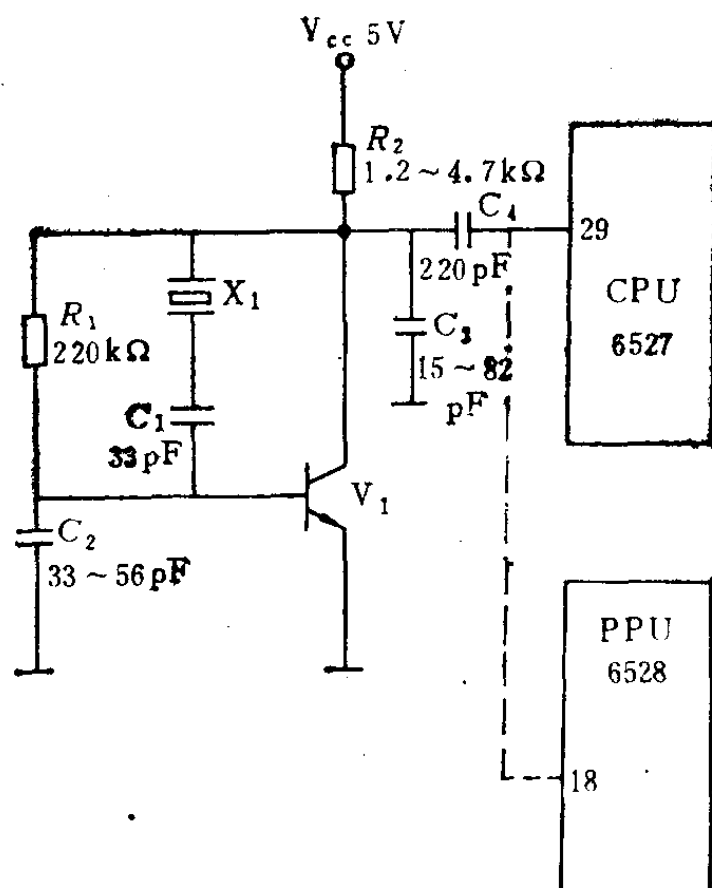 Vcc 5V
R2
1.2～4.7kΩ
C4
29
220pF
X1
CPU
R1
220kΩ
C3
6527
15～82
pF
C1
33pF
V1
C2
33～56pF
PPU
6528
18